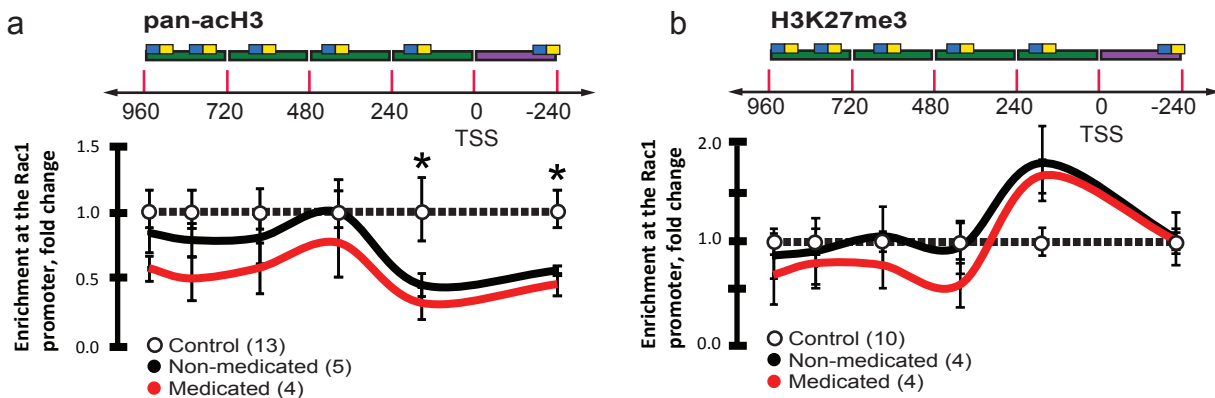 a
pan-acH3
960 720 480 240 0 -240
TSS
Enrichment at the Rac1
promoter, fold change
1.5
1.0
0.5
0.0
*
*
Control (13)
Non-medicated (5)
Medicated (4)
b
H3K27me3
960 720 480 240 0 -240
TSS
Enrichment at the Rac1
promoter, fold change
2.0
1.0
0.0
Control (10)
Non-medicated (4)
Medicated (4)